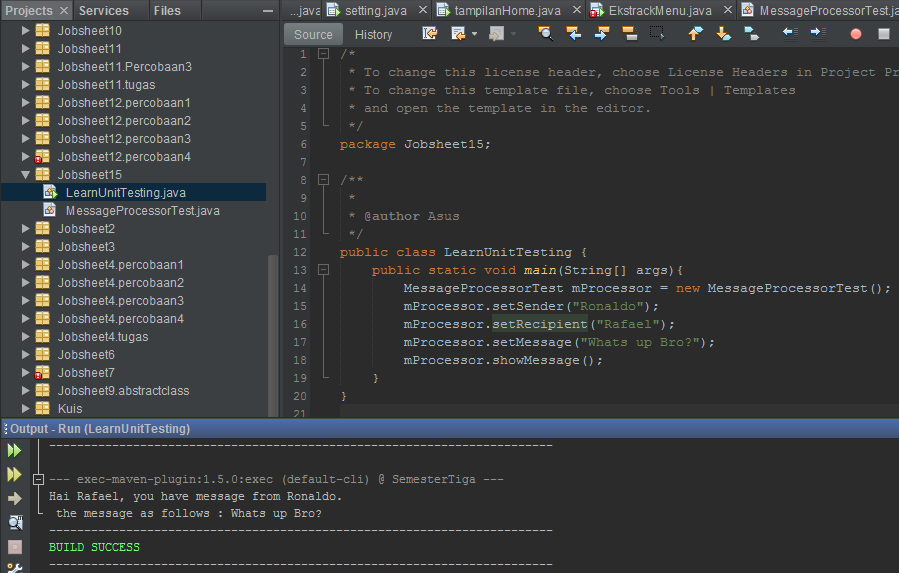 Projects × Services Files
...java setting.java × tampilanHome.java × EkstrackMenu.java × MessageProcessorTest.ja
Source History
Jobsheet10
Jobsheet11
Jobsheet11.Percobaan3
Jobsheet11.tugas
Jobsheet12.percobaan1
Jobsheet12.percobaan2
Jobsheet12.percobaan3
Jobsheet12.percobaan4
Jobsheet15
LearnUnitTesting.java
MessageProcessorTest.java
Jobsheet2
Jobsheet3
Jobsheet4.percobaan1
Jobsheet4.percobaan2
Jobsheet4.percobaan3
Jobsheet4.percobaan4
Jobsheet4.tugas
Jobsheet6
Jobsheet7
Jobsheet9.abstractclass
Kuis
1 /*
2 * To change this license header, choose License Headers in Project Pr
3 * To change this template file, choose Tools | Templates
4 * and open the template in the editor.
5 */
6 package Jobsheet15;
7
8 /**
9 *
10 * @author Asus
11 */
12 public class LearnUnitTesting {
13 public static void main(String[] args){
14 MessageProcessorTest mProcessor = new MessageProcessorTest();
15 mProcessor.setSender("Ronaldo");
16 mProcessor.setRecipient("Rafael");
17 mProcessor.setMessage("Whats up Bro?");
18 mProcessor.showMessage();
19 }
20 }
21
Output - Run (LearnUnitTesting)
------------------------------------------------------------------------
--- exec-maven-plugin:1.5.0:exec (default-cli) @ SemesterTiga ---
Hai Rafael, you have message from Ronaldo.
the message as follows : Whats up Bro?
------------------------------------------------------------------------
BUILD SUCCESS
------------------------------------------------------------------------